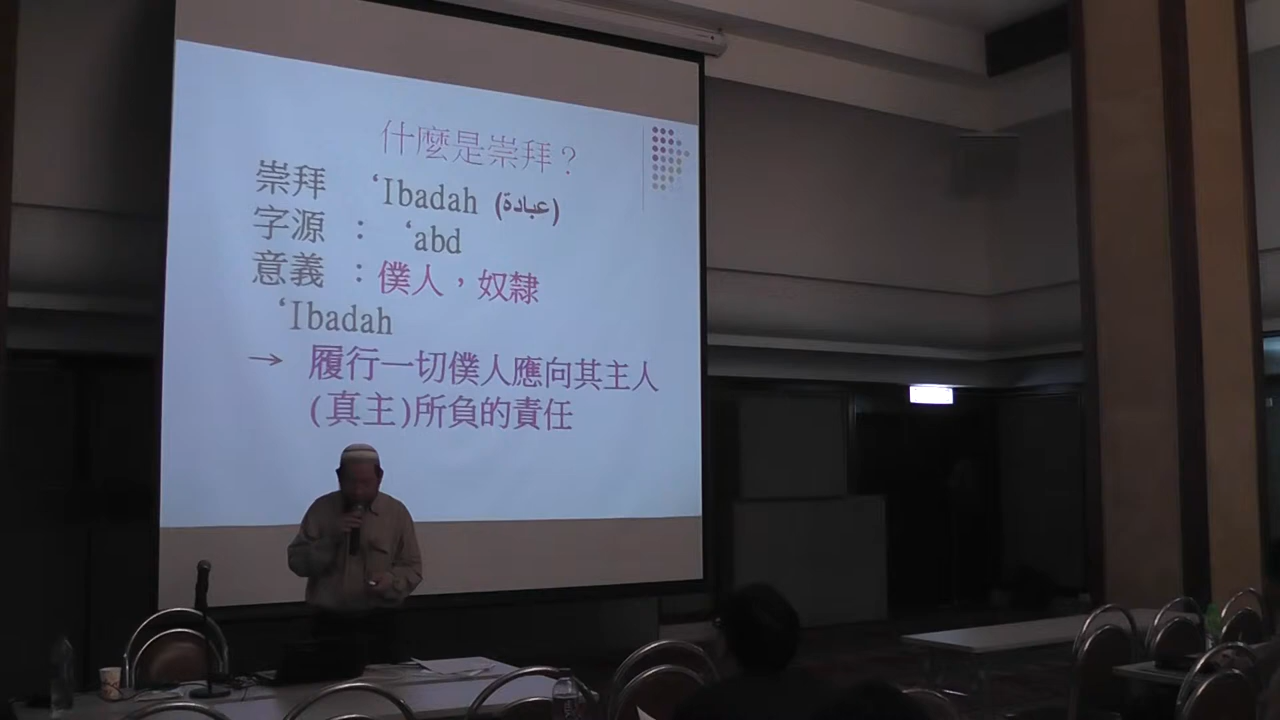 什麼是崇拜？
崇拜 ‘Ibadah (عبادة)
字源 ： ‘abd
意義 ：僕人，奴隸
‘Ibadah
→ 履行一切僕人應向其主人
(真主)所負的責任